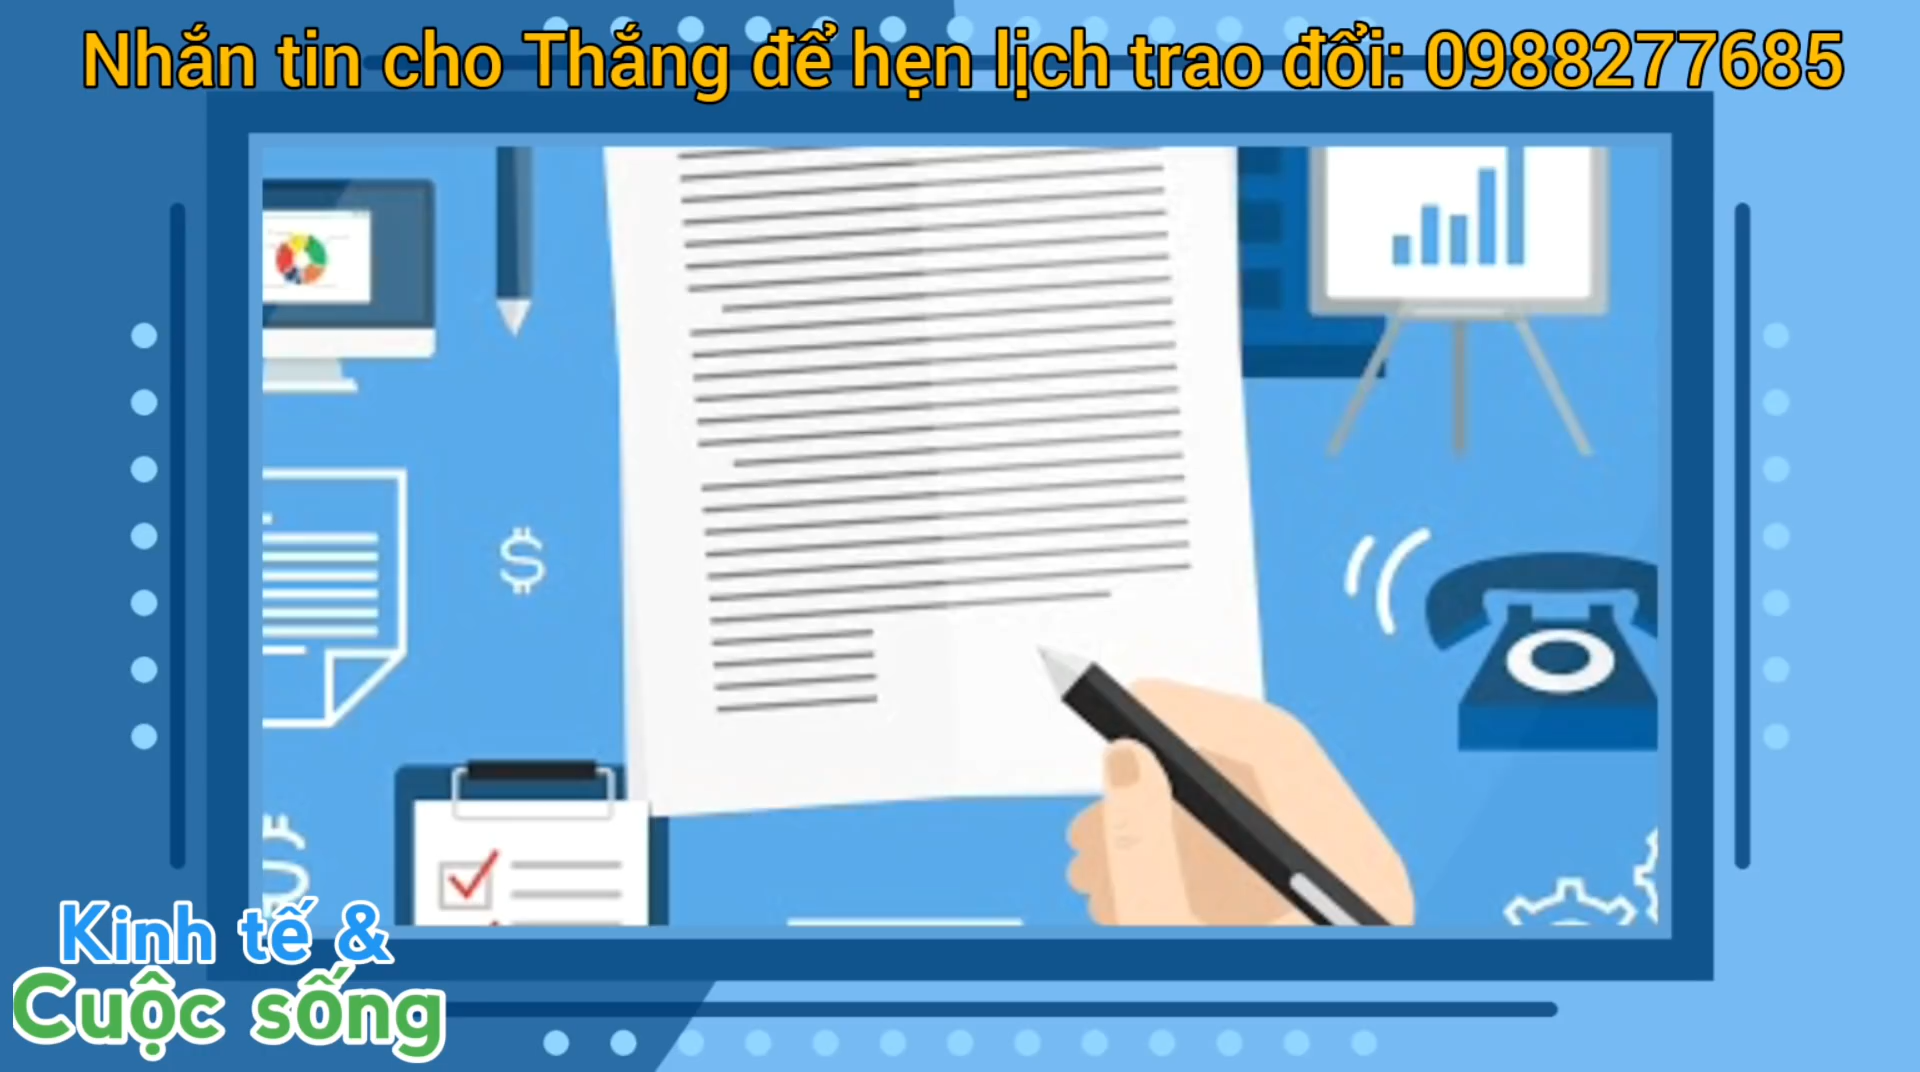 Nhắn tin cho Thắng để hẹn lịch trao đổi: 0988277685
Kinh tế &
Cuộc sống